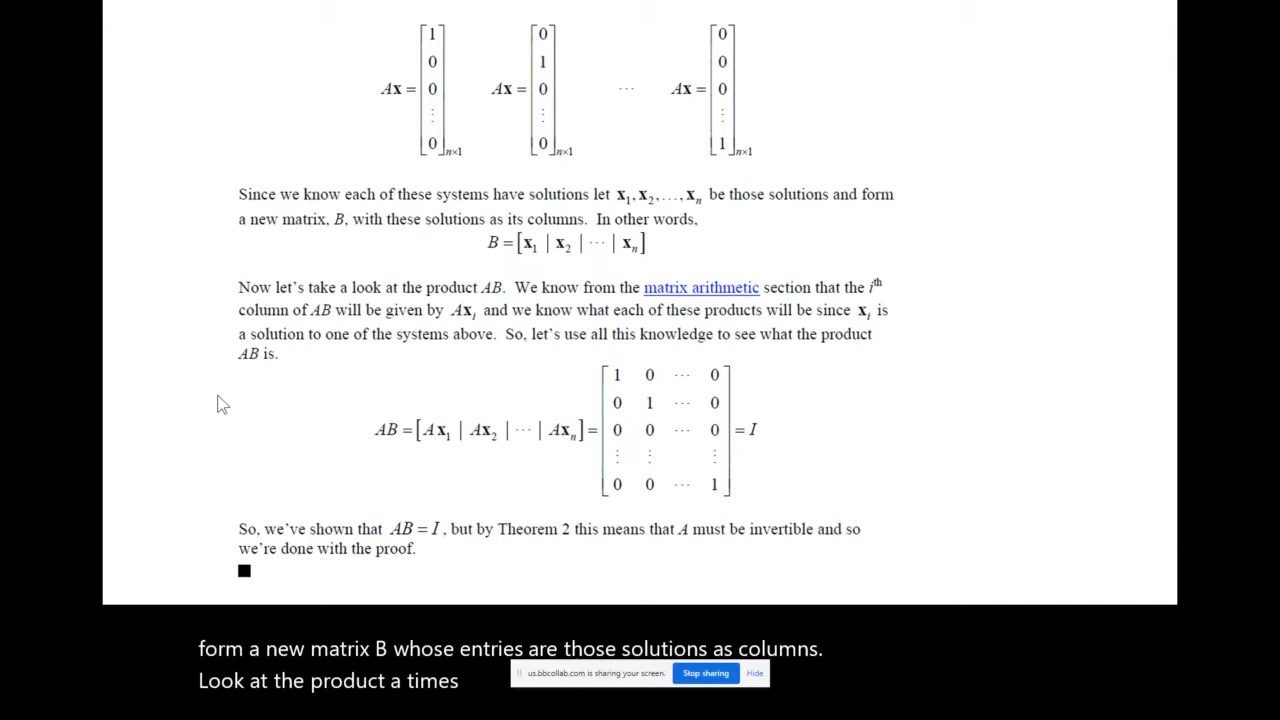 Ax = [1 0 0 ⋮ 0]n×1   Ax = [0 1 0 ⋮ 0]n×1   ⋯   Ax = [0 0 0 ⋮ 1]n×1
Since we know each of these systems have solutions let x1, x2, …, xn be those solutions and form
a new matrix, B, with these solutions as its columns. In other words,
B = [x1 | x2 | ⋯ | xn]
Now let's take a look at the product AB. We know from the matrix arithmetic section that the ith
column of AB will be given by Axi and we know what each of these products will be since xi is
a solution to one of the systems above. So, let's use all this knowledge to see what the product
AB is.
1 0 ⋯ 0
0 1 ⋯ 0
AB = [Ax1 | Ax2 | ⋯ | Axn] = 0 0 ⋯ 0 = I
⋮ ⋮ ⋮
0 0 ⋯ 1
So, we've shown that AB = I, but by Theorem 2 this means that A must be invertible and so
we're done with the proof.
form a new matrix B whose entries are those solutions as columns.
us.bbcollab.com is sharing your screen. Stop sharing Hide
Look at the product a times